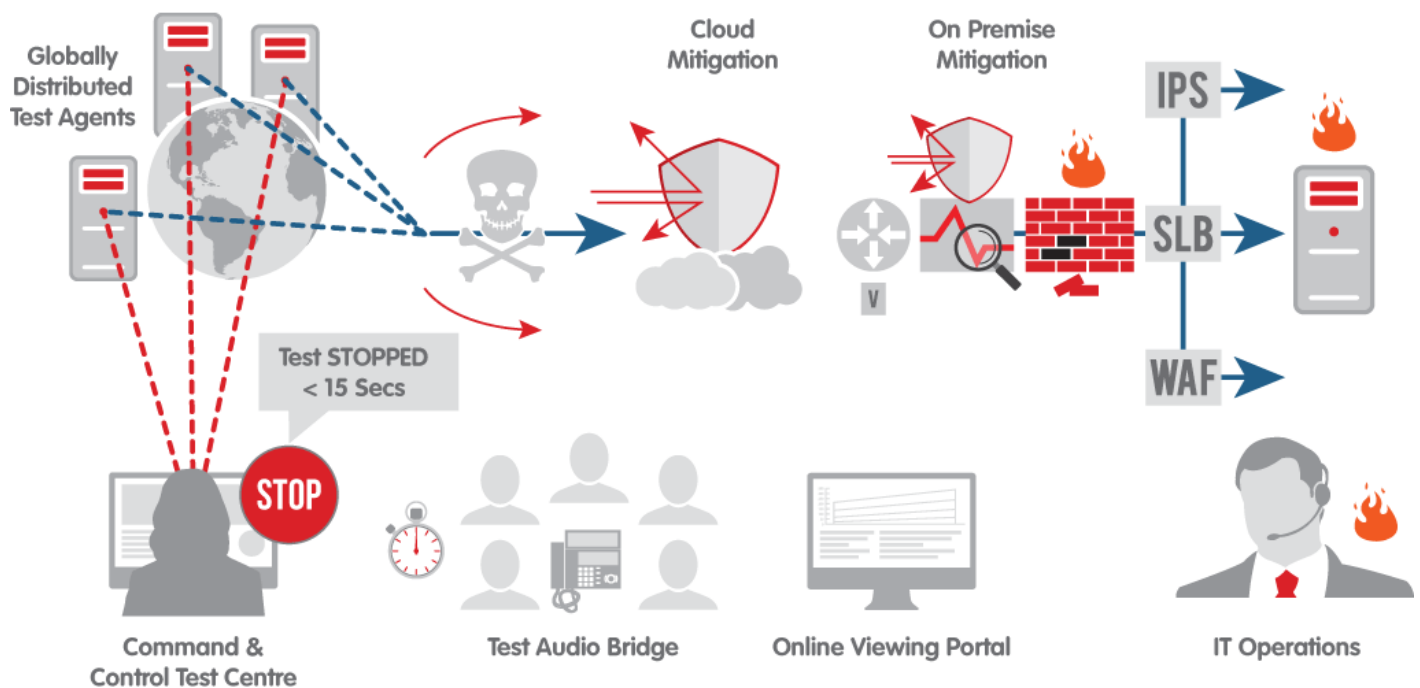 Globally
Distributed
Test Agents
Cloud
Mitigation
On Premise
Mitigation
IPS
SLB
WAF
V
Test STOPPED
< 15 Secs
STOP
Command &
Control Test Centre
Test Audio Bridge
Online Viewing Portal
IT Operations